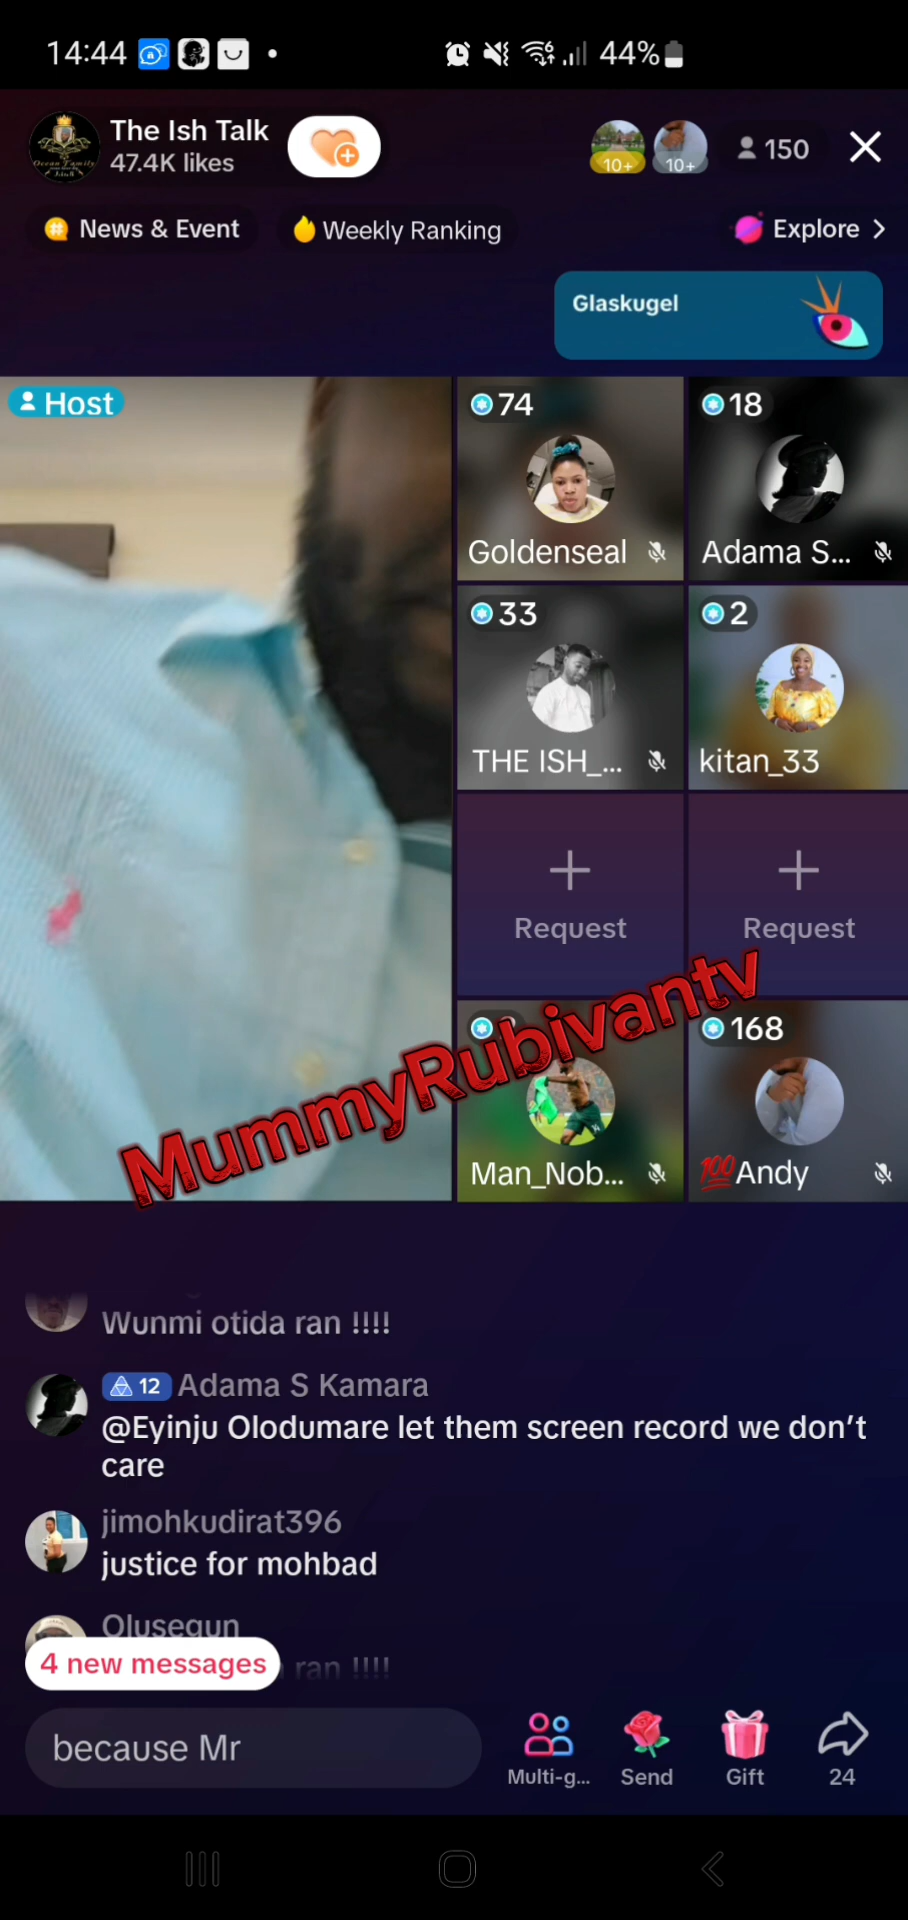 14:44
44%
The Ish Talk
47.4K likes
10+
10+
150
News & Event
Weekly Ranking
Explore
Glaskugel
Host
74
18
Goldenseal
Adama S...
33
2
THE ISH_...
kitan_33
Request
Request
MummyRubivantv
168
Man_Nob...
💯Andy
Wunmi otida ran !!!!
12 Adama S Kamara
@Eyinju Olodumare let them screen record we don't
care
jimohkudirat396
justice for mohbad
Olusegun
ran !!!!
4 new messages
because Mr
Multi-g...
Send
Gift
24